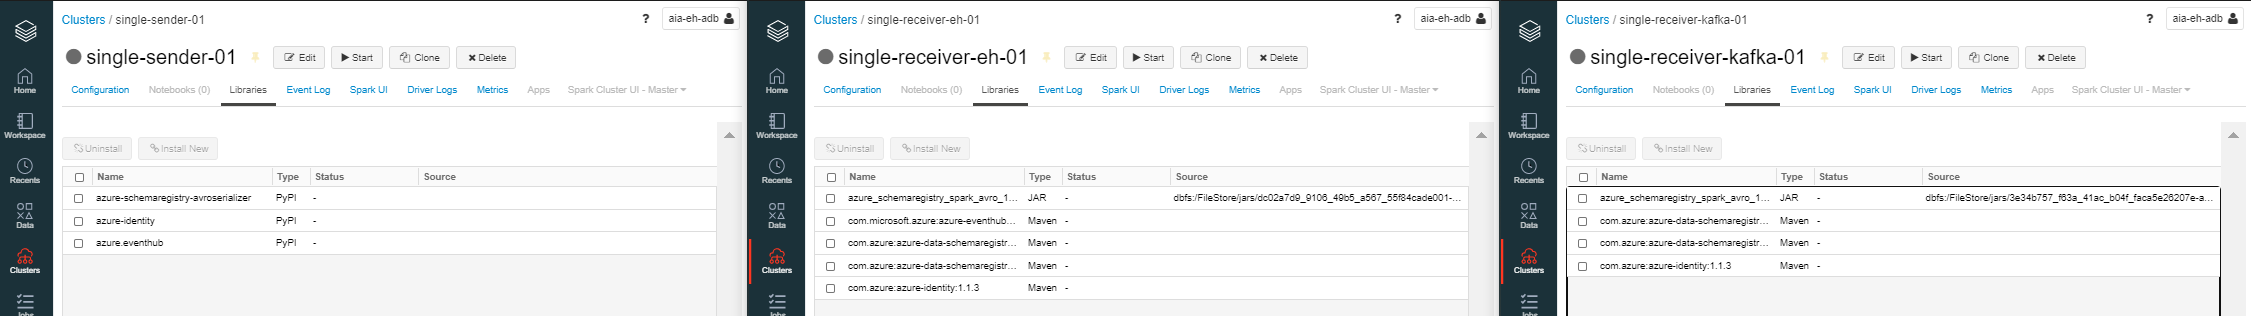 Clusters / single-sender-01
? aia-eh-adb
single-sender-01 Edit Start Clone Delete
Home
Workspace
Recents
Data
Clusters
Jobs
Configuration Notebooks (0) Libraries Event Log Spark UI Driver Logs Metrics Apps Spark Cluster UI - Master
Uninstall Install New
Name Type Status Source
azure-schemaregistry-avroserializer PyPI -
azure-identity PyPI -
azure.eventhub PyPI -
Clusters / single-receiver-eh-01
? aia-eh-adb
single-receiver-eh-01 Edit Start Clone Delete
Home
Workspace
Recents
Data
Clusters
Jobs
Configuration Notebooks (0) Libraries Event Log Spark UI Driver Logs Metrics Apps Spark Cluster UI - Master
Uninstall Install New
Name Type Status Source
azure_schemaregistry_spark_avro_1... JAR - dbfs:/FileStore/jars/dc02a7d9_9106_49b5_a567_55f84cade001-...
com.microsoft.azure:azure-eventhub... Maven -
com.azure:azure-data-schemaregistr... Maven -
com.azure:azure-data-schemaregistr... Maven -
com.azure:azure-identity:1.1.3 Maven -
Clusters / single-receiver-kafka-01
? aia-eh-adb
single-receiver-kafka-01 Edit Start Clone Delete
Home
Workspace
Recents
Data
Clusters
Jobs
Configuration Notebooks (0) Libraries Event Log Spark UI Driver Logs Metrics Apps Spark Cluster UI - Master
Uninstall Install New
Name Type Status Source
azure_schemaregistry_spark_avro_1... JAR - dbfs:/FileStore/jars/3e34b757_f63a_41ac_b04f_faca5e26207e-a...
com.azure:azure-data-schemaregistr... Maven -
com.azure:azure-data-schemaregistr... Maven -
com.azure:azure-identity:1.1.3 Maven -